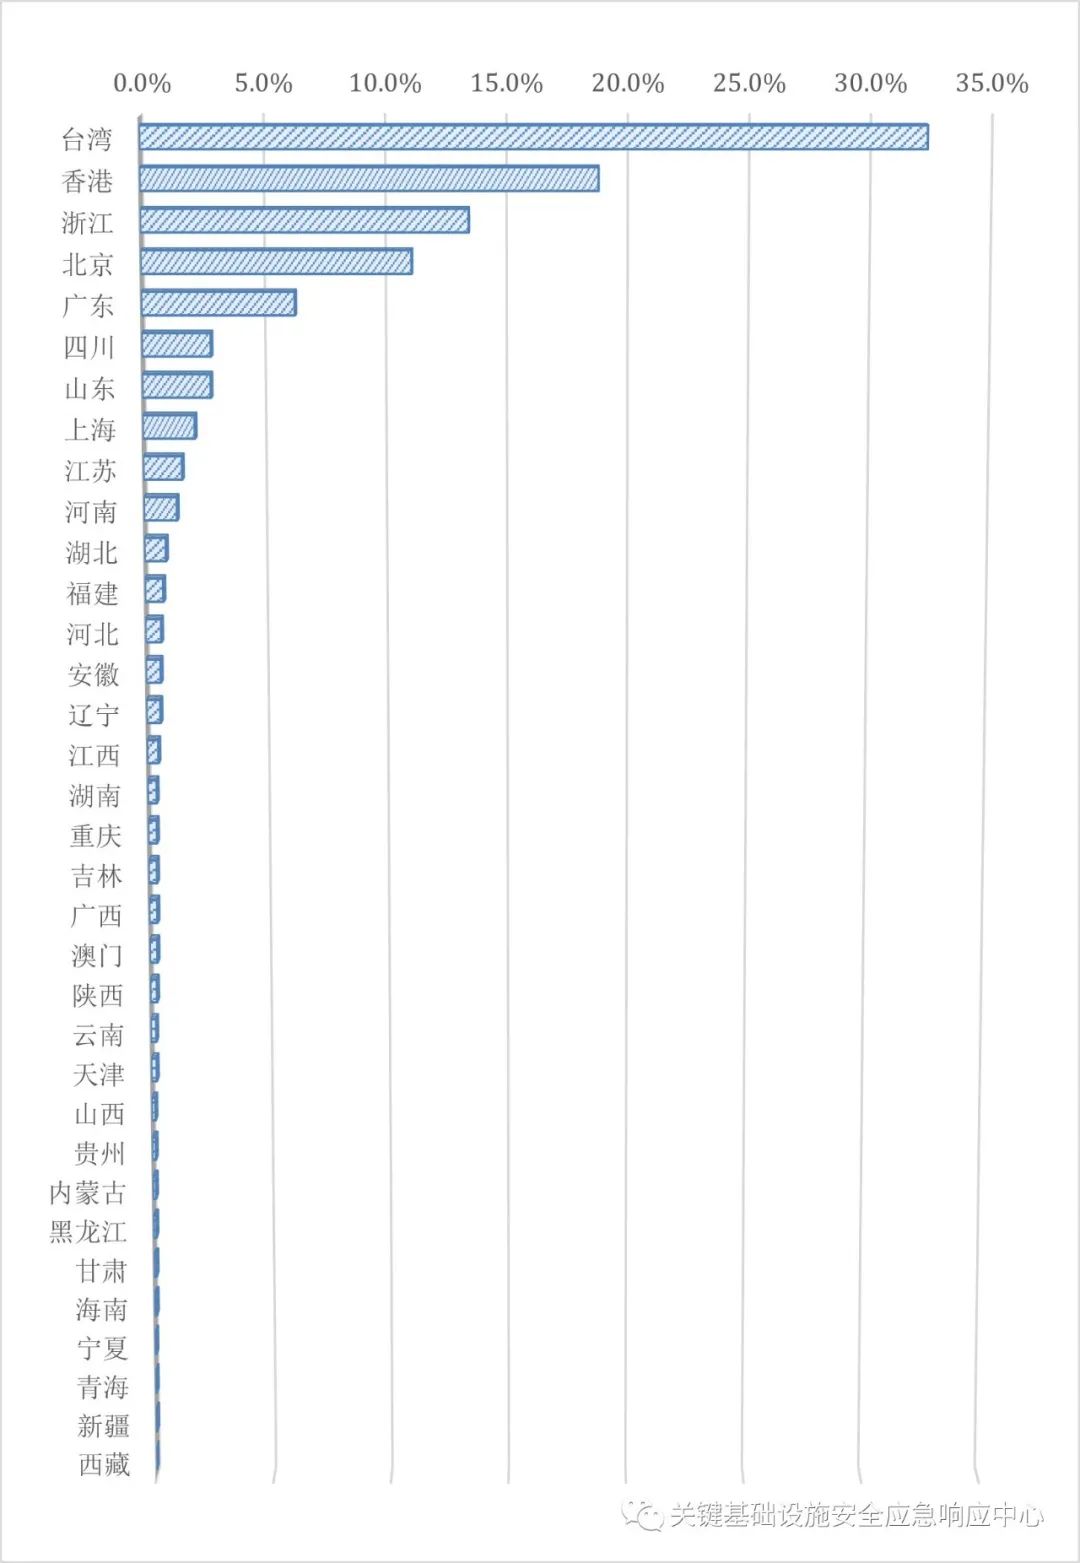 0.0% 5.0% 10.0% 15.0% 20.0% 25.0% 30.0% 35.0%
台湾
香港
浙江
北京
广东
四川
山东
上海
江苏
河南
湖北
福建
河北
安徽
辽宁
江西
湖南
重庆
吉林
广西
澳门
陕西
云南
天津
山西
贵州
内蒙古
黑龙江
甘肃
海南
宁夏
青海
新疆
西藏
关键基础设施安全应急响应中心